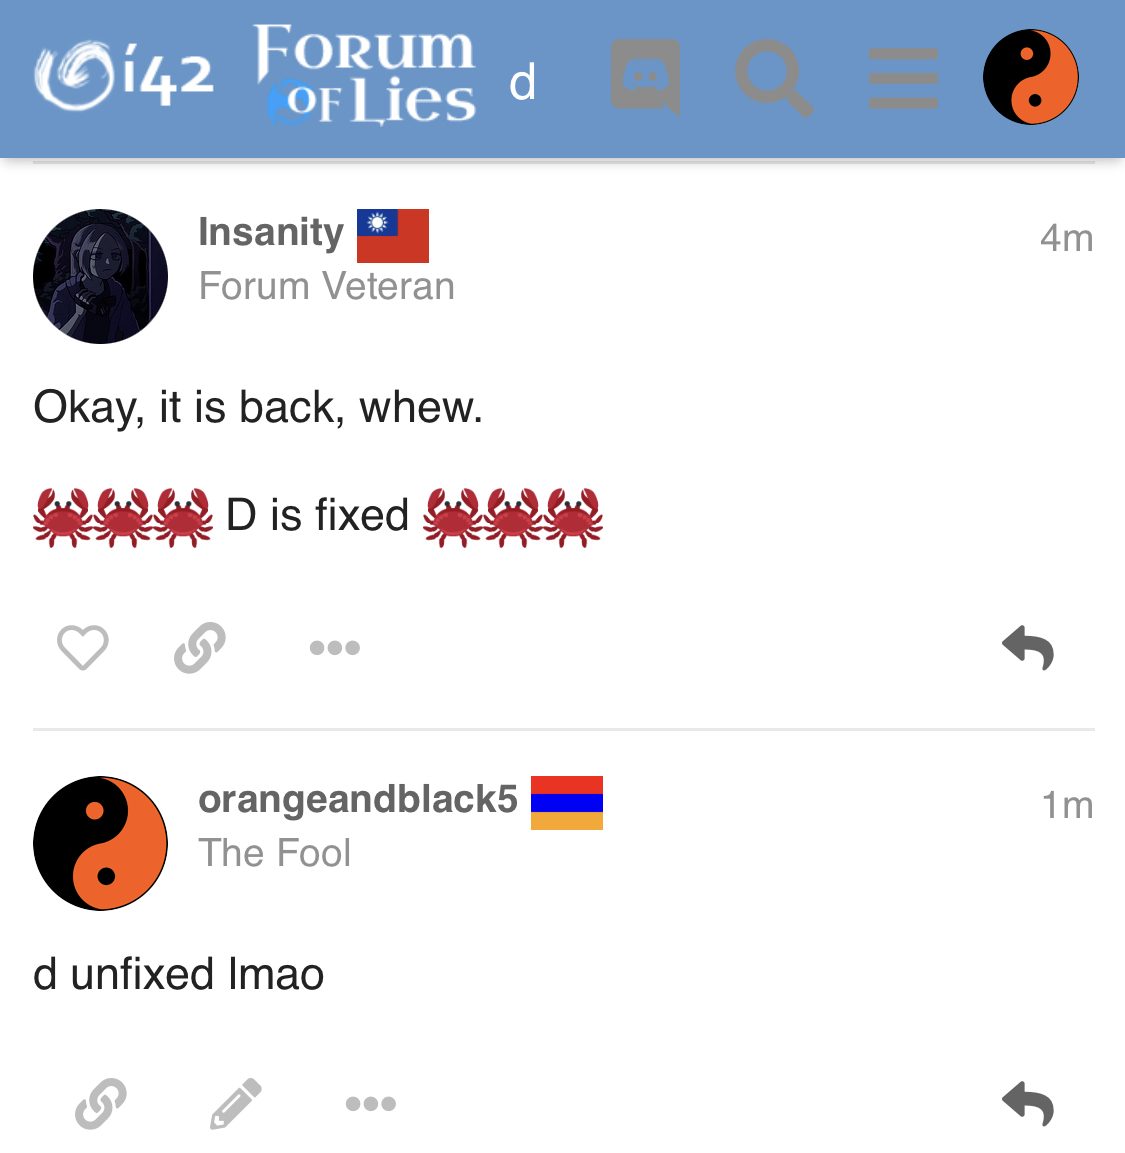 i42 Forum of Lies d
Insanity 4m
Forum Veteran
Okay, it is back, whew.
🦀🦀🦀 D is fixed 🦀🦀🦀
orangeandblack5 1m
The Fool
d unfixed lmao